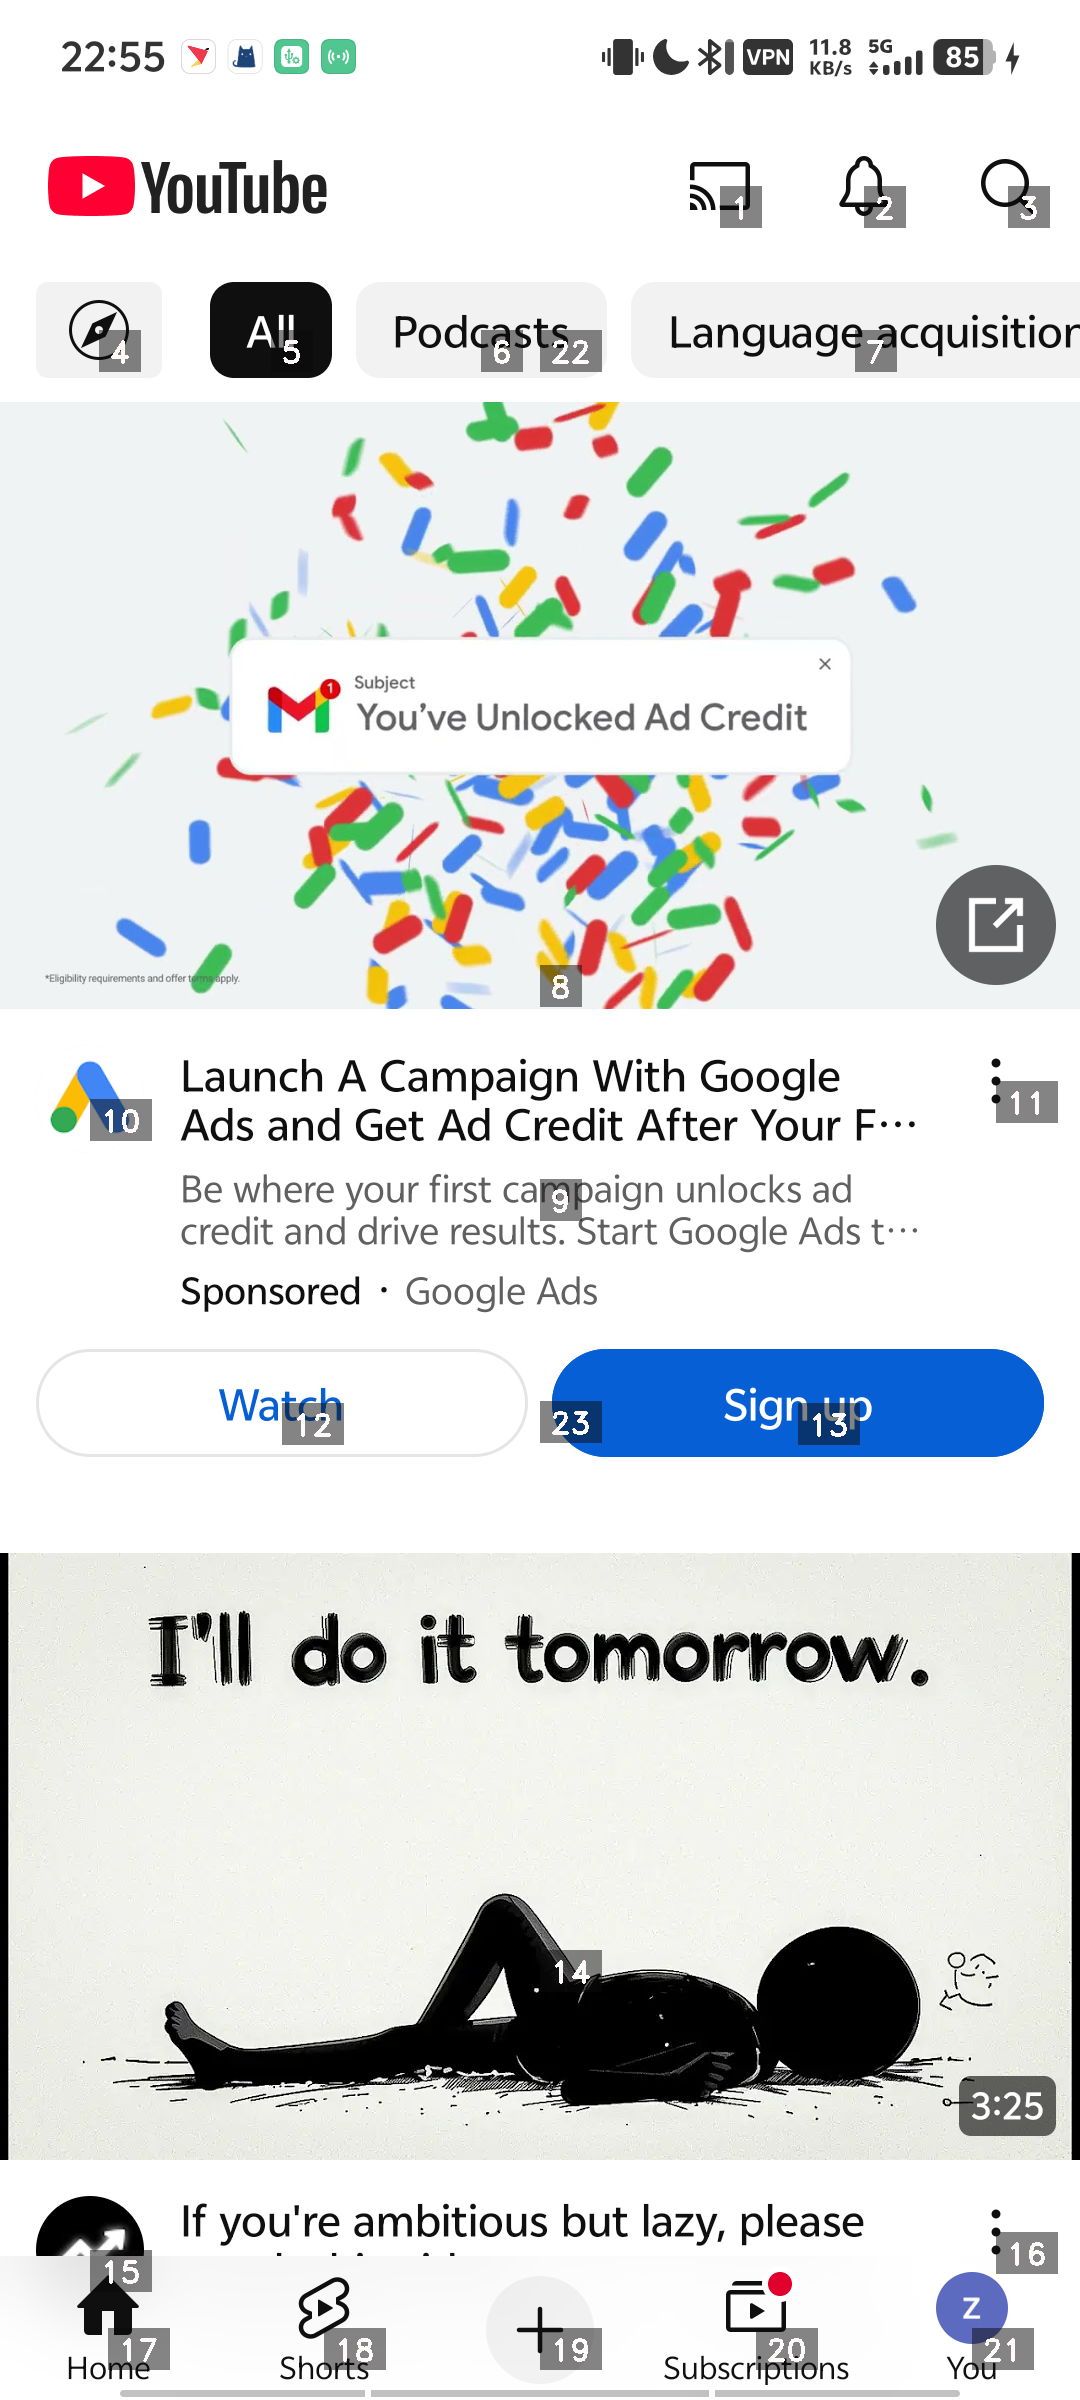 22:55
VPN
11.8
KB/s
5G
85
YouTube
1
2
3
4
All
5
Podcasts
6
22
Language acquisition
7
1
Subject
You've Unlocked Ad Credit
*Eligibility requirements and offer terms apply.
8
Launch A Campaign With Google
Ads and Get Ad Credit After Your F…
10
11
Be where your first campaign unlocks ad
credit and drive results. Start Google Ads t…
9
Sponsored · Google Ads
Watch
12
23
Sign up
13
I'll do it tomorrow.
14
3:25
If you're ambitious but lazy, please
15
16
Z
17
18
19
20
21
Home
Shorts
Subscriptions
You